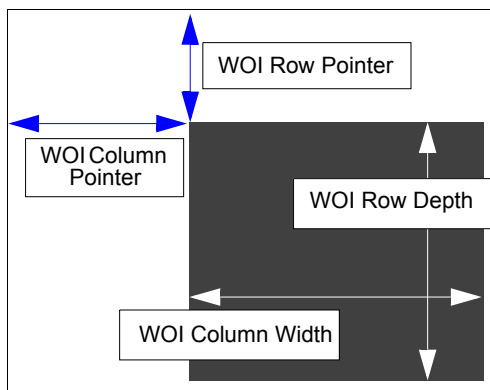 WOI Row Pointer
WOI Column
Pointer
WOI Row Depth
WOI Column Width